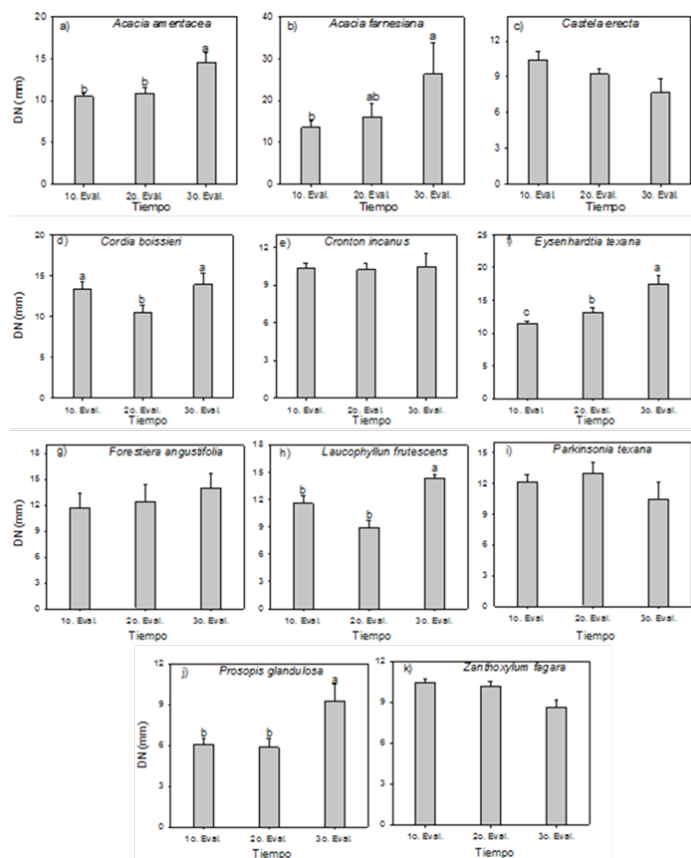 a) Acacia amentacea
20
15
10
5
0
DN (mm)
b b a
1o. Eval. 2o. Eval. 3o. Eval.
Tiempo
b) Acacia farnesiana
40
30
20
10
0
b ab a
1o. Eval. 2o. Eval. 3o. Eval.
Tiempo
c) Castela erecta
12
9
6
3
0
1o. Eval. 2o. Eval. 3o. Eval.
Tiempo
d) Cordia boissieri
20
15
10
5
0
DN (mm)
a b a
1o. Eval. 2o. Eval. 3o. Eval.
Tiempo
e) Cronton incanus
12
9
6
3
0
1o. Eval. 2o. Eval. 3o. Eval.
Tiempo
f) Eysenhardtia texana
25
20
15
10
5
0
c b a
1o. Eval. 2o. Eval. 3o. Eval.
Tiempo
g) Forestiera angustifolia
18
15
12
9
6
3
0
DN (mm)
1o. Eval. 2o. Eval. 3o. Eval.
Tiempo
h) Laucophyllun frutescens
18
15
12
9
6
3
0
b b a
1o. Eval. 2o. Eval. 3o. Eval.
Tiempo
i) Parkinsonia texana
15
12
9
6
3
0
1o. Eval. 2o. Eval. 3o. Eval.
Tiempo
j) Prosopis glandulosa
12
9
6
3
0
DN (mm)
b b a
1o. Eval. 2o. Eval. 3o. Eval.
Tiempo
k) Zanthoxylum fagara
12
9
6
3
0
1o. Eval. 2o. Eval. 3o. Eval.
Tiempo